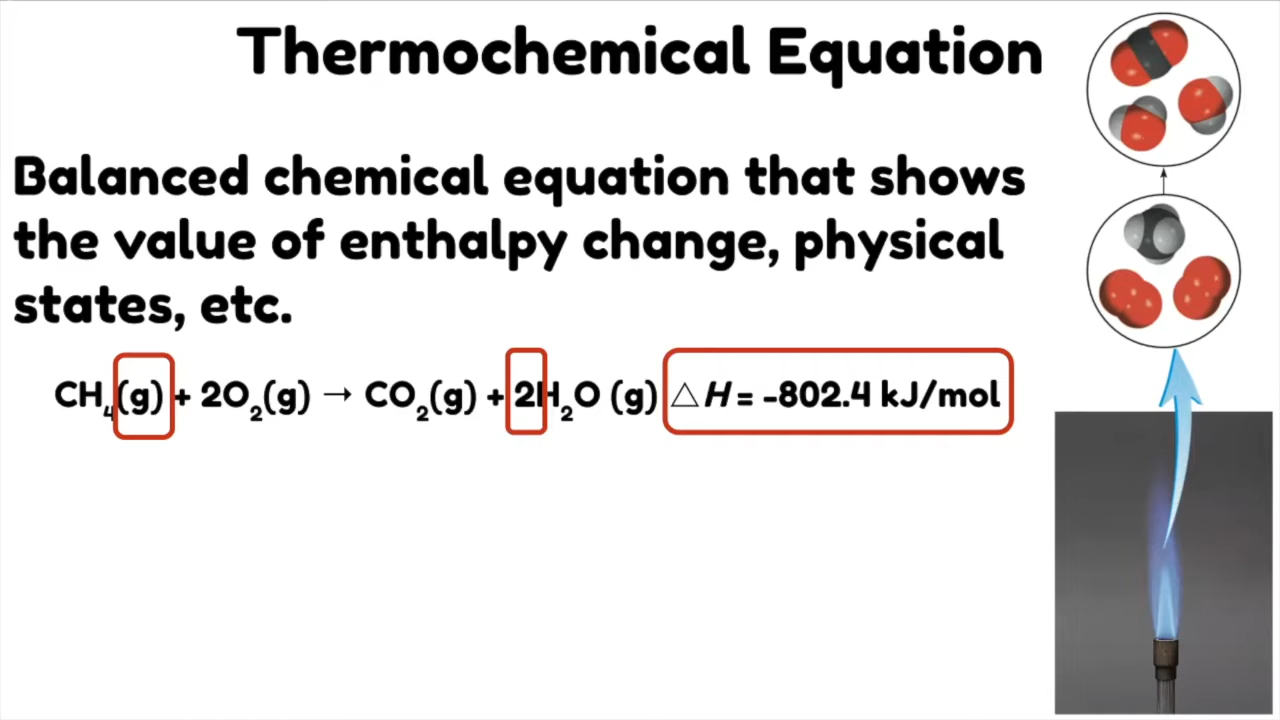 Thermochemical Equation
Balanced chemical equation that shows
the value of enthalpy change, physical
states, etc.
CH₄(g) + 2O₂(g) → CO₂(g) + 2H₂O (g) △H = -802.4 kJ/mol